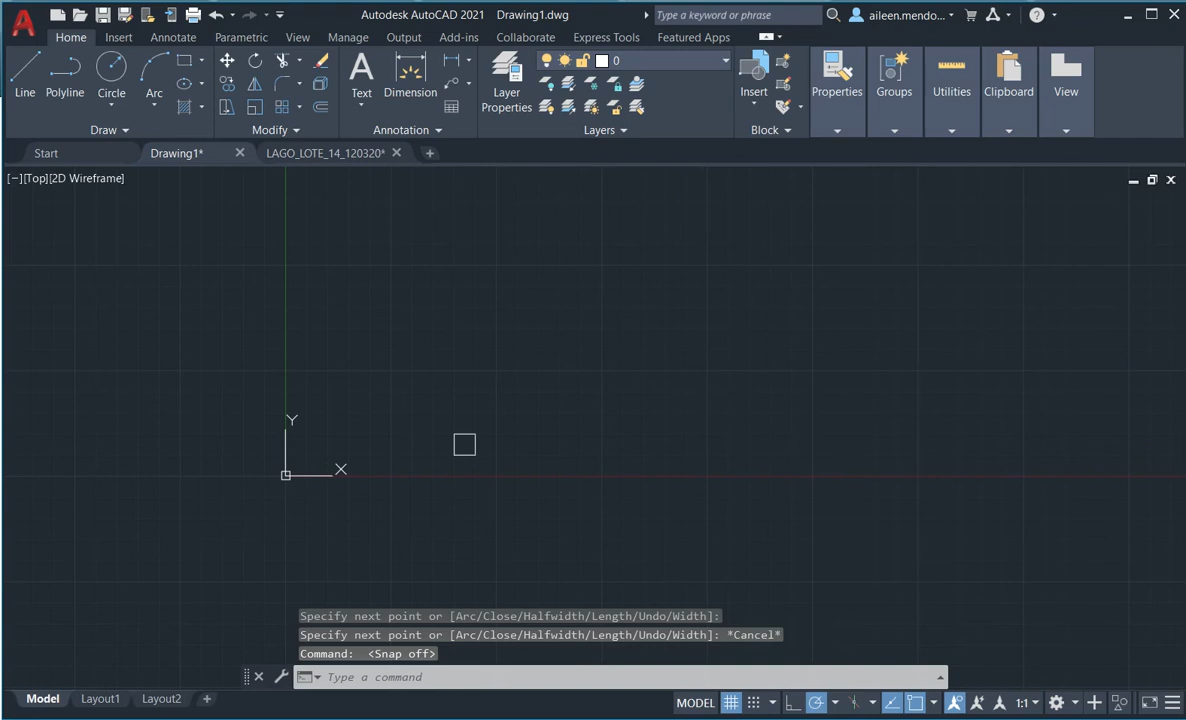 Autodesk AutoCAD 2021 Drawing1.dwg Type a keyword or phrase aileen.mendo...
Home Insert Annotate Parametric View Manage Output Add-ins Collaborate Express Tools Featured Apps
0
Line Polyline Circle Arc Text Dimension Layer Properties Insert Properties Groups Utilities Clipboard View
Draw Modify Annotation Layers Block
Start Drawing1* LAGO_LOTE_14_120320*
[−][Top][2D Wireframe]
Y
X
Specify next point or [Arc/Close/Halfwidth/Length/Undo/Width]:
Specify next point or [Arc/Close/Halfwidth/Length/Undo/Width]: *Cancel*
Command: <Snap off>
Type a command
Model Layout1 Layout2 MODEL 1:1